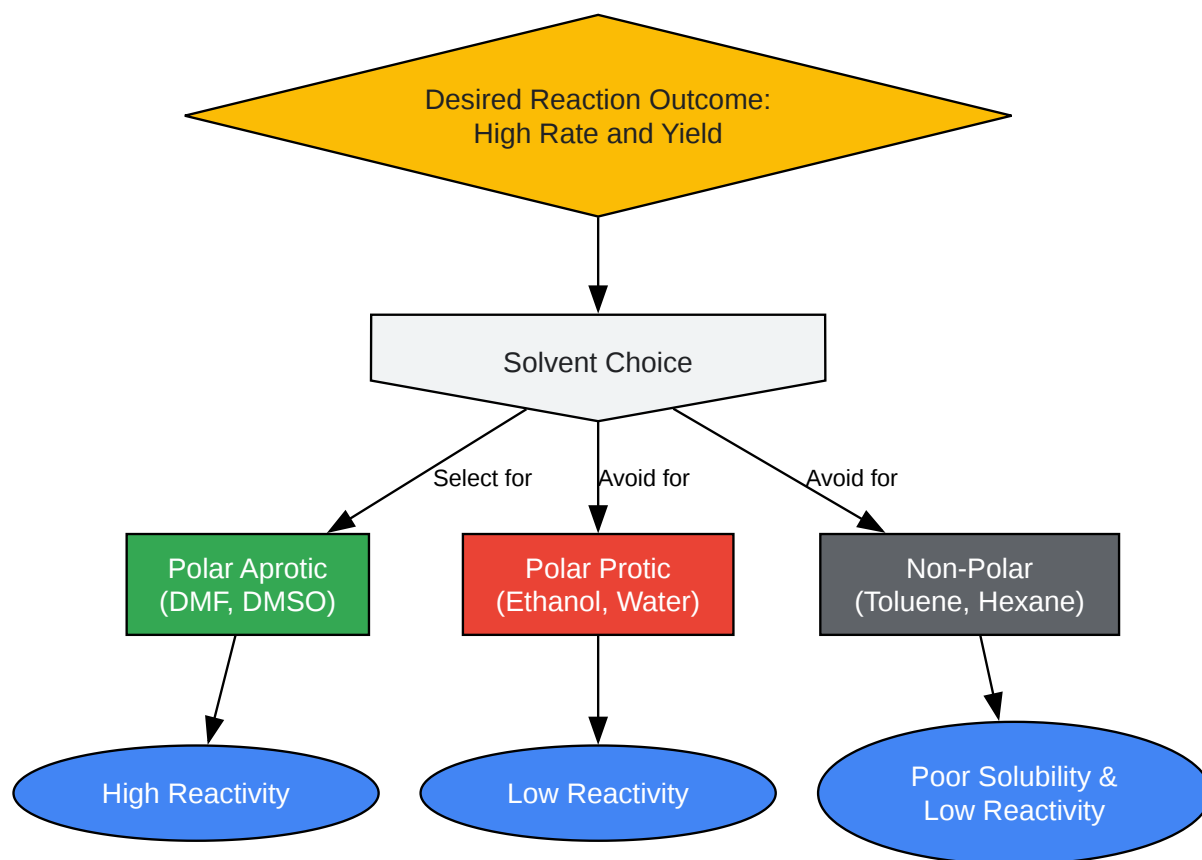 Desired Reaction Outcome:
High Rate and Yield
Solvent Choice
Select for
Avoid for
Avoid for
Polar Aprotic
(DMF, DMSO)
Polar Protic
(Ethanol, Water)
Non-Polar
(Toluene, Hexane)
High Reactivity
Low Reactivity
Poor Solubility &
Low Reactivity